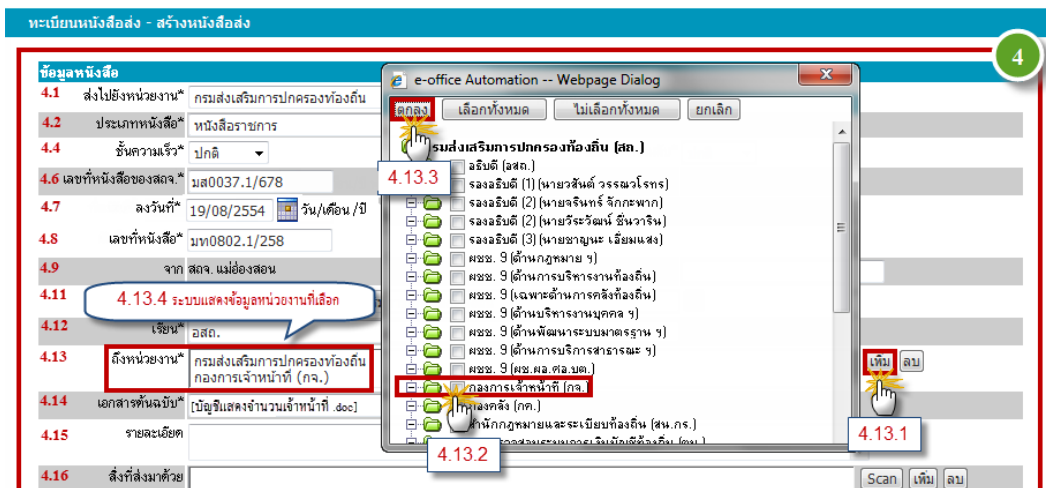 ทะเบียนหนังสือส่ง - สร้างหนังสือส่ง
4
ข้อมูลหนังสือ
4.1 ส่งไปยังหน่วยงาน* กรมส่งเสริมการปกครองท้องถิ่น
4.2 ประเภทหนังสือ* หนังสือราชการ
4.4 ชั้นความเร็ว* ปกติ
4.6 เลขที่หนังสือของสถจ.* มส0037.1/678
4.7 ลงวันที่* 19/08/2554 วัน/เดือน/ปี
4.8 เลขที่หนังสือ* มท0802.1/258
4.9 จาก สถจ. แม่ฮ่องสอน
4.11
4.13.4 ระบบแสดงข้อมูลหน่วยงานที่เลือก
4.12 เรียน* อสถ.
4.13 ถึงหน่วยงาน* กรมส่งเสริมการปกครองท้องถิ่น
กองการเจ้าหน้าที่ (กจ.)
เพิ่ม ลบ
4.13.1
4.14 เอกสารต้นฉบับ* [บัญชีแสดงจำนวนเจ้าหน้าที่ .doc]
4.15 รายละเอียด
4.16 สิ่งที่ส่งมาด้วย Scan เพิ่ม ลบ
e-office Automation -- Webpage Dialog
ตกลง เลือกทั้งหมด ไม่เลือกทั้งหมด ยกเลิก
4.13.3
กรมส่งเสริมการปกครองท้องถิ่น (สถ.)
อธิบดี (อสถ.)
รองอธิบดี (1) (นายวสันต์ วรรณวโรทร)
รองอธิบดี (2) (นายจรินทร์ จักกะพาก)
รองอธิบดี (2) (นายวีระวัฒน์ ชื่นวาริน)
รองอธิบดี (3) (นายชาญนะ เอี่ยมแสง)
ผชช. 9 (ด้านกฎหมาย ฯ)
ผชช. 9 (ด้านการบริหารงานท้องถิ่น)
ผชช. 9 (เฉพาะด้านการคลังท้องถิ่น)
ผชช. 9 (ด้านบริหารงานบุคคล ฯ)
ผชช. 9 (ด้านพัฒนาระบบมาตรฐาน ฯ)
ผชช. 9 (ด้านการบริการสาธารณะ ฯ)
ผชช. 9 (ผช.ผอ.ศอ.บต.)
กองการเจ้าหน้าที่ (กจ.)
กองคลัง (กค.)
สำนักกฎหมายและระเบียบท้องถิ่น (สน.กร.)
4.13.2